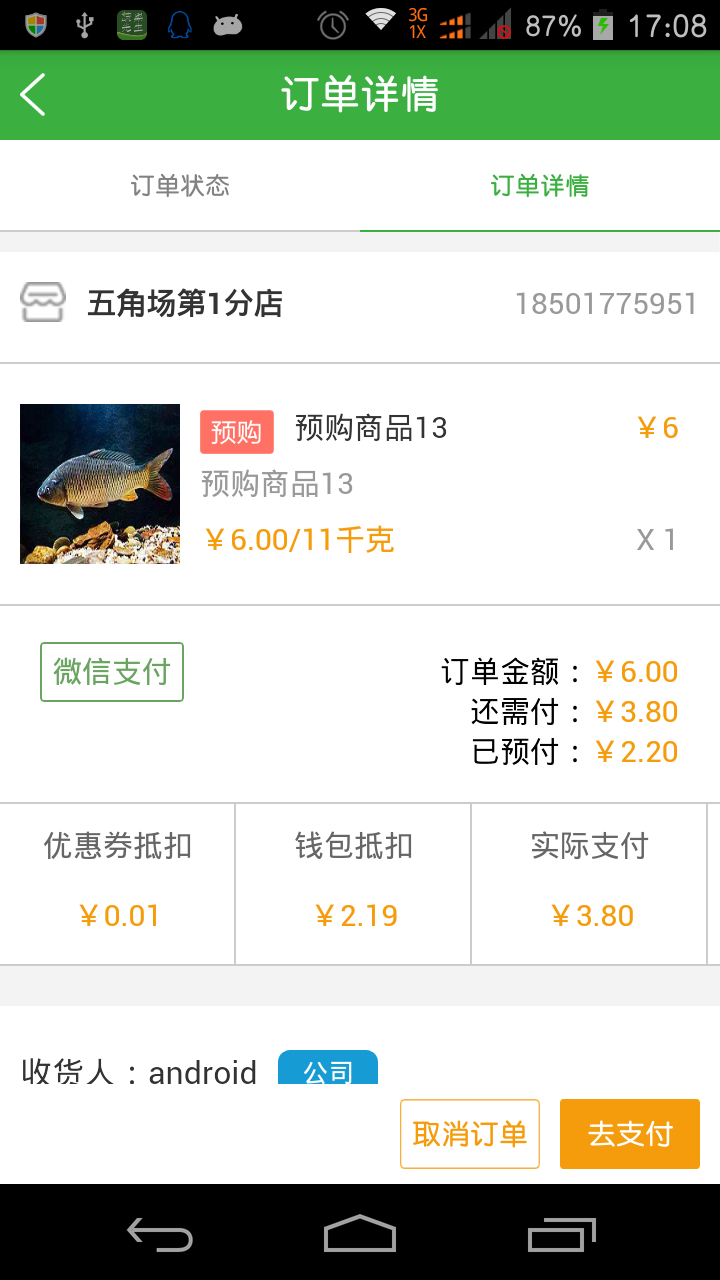 3G
1X
87%
17:08
订单详情
订单状态
订单详情
五角场第1分店
18501775951
预购
预购商品13
￥6
预购商品13
￥6.00/11千克
X 1
微信支付
订单金额：￥6.00
还需付：￥3.80
已预付：￥2.20
优惠券抵扣
钱包抵扣
实际支付
￥0.01
￥2.19
￥3.80
收货人：android
公司
取消订单
去支付